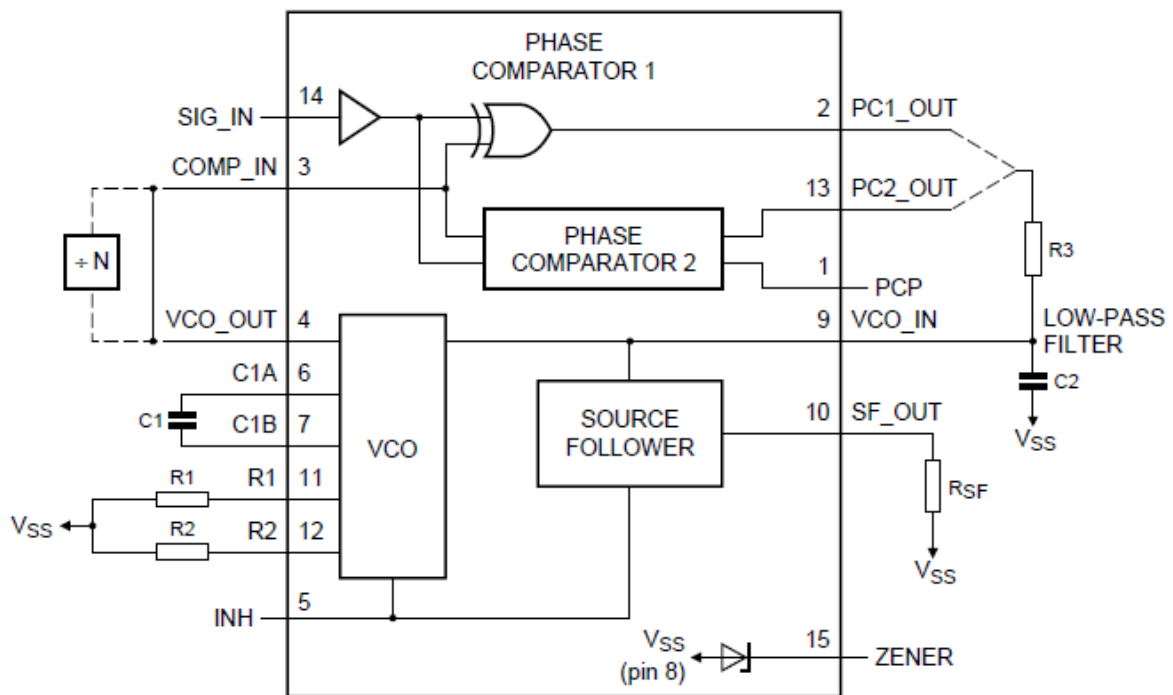 PHASE
COMPARATOR 1
14
SIG_IN
2 PC1_OUT
COMP_IN 3
13 PC2_OUT
÷ N
PHASE
COMPARATOR 2
R3
1
PCP
VCO_OUT 4
9 VCO_IN
LOW-PASS
FILTER
C1A 6
C2
C1
C1B 7
VCO
SOURCE
FOLLOWER
10 SF_OUT
VSS
R1
R1 11
RSF
VSS
R2
R2 12
VSS
INH 5
VSS
(pin 8)
15
ZENER